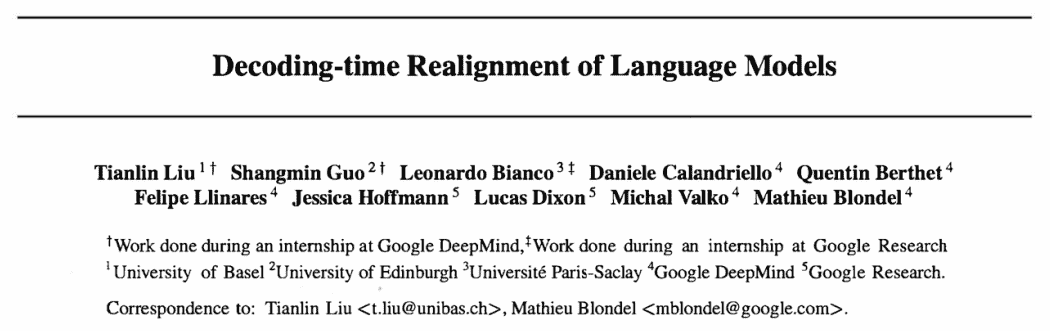 Decoding-time Realignment of Language Models
Tianlin Liu 1 † Shangmin Guo 2 † Leonardo Bianco 3 ‡ Daniele Calandriello 4 Quentin Berthet 4
Felipe Llinares 4 Jessica Hoffmann 5 Lucas Dixon 5 Michal Valko 4 Mathieu Blondel 4
†Work done during an internship at Google DeepMind,‡Work done during an internship at Google Research
1University of Basel 2University of Edinburgh 3Université Paris-Saclay 4Google DeepMind 5Google Research.
Correspondence to: Tianlin Liu <t.liu@unibas.ch>, Mathieu Blondel <mblondel@google.com>.